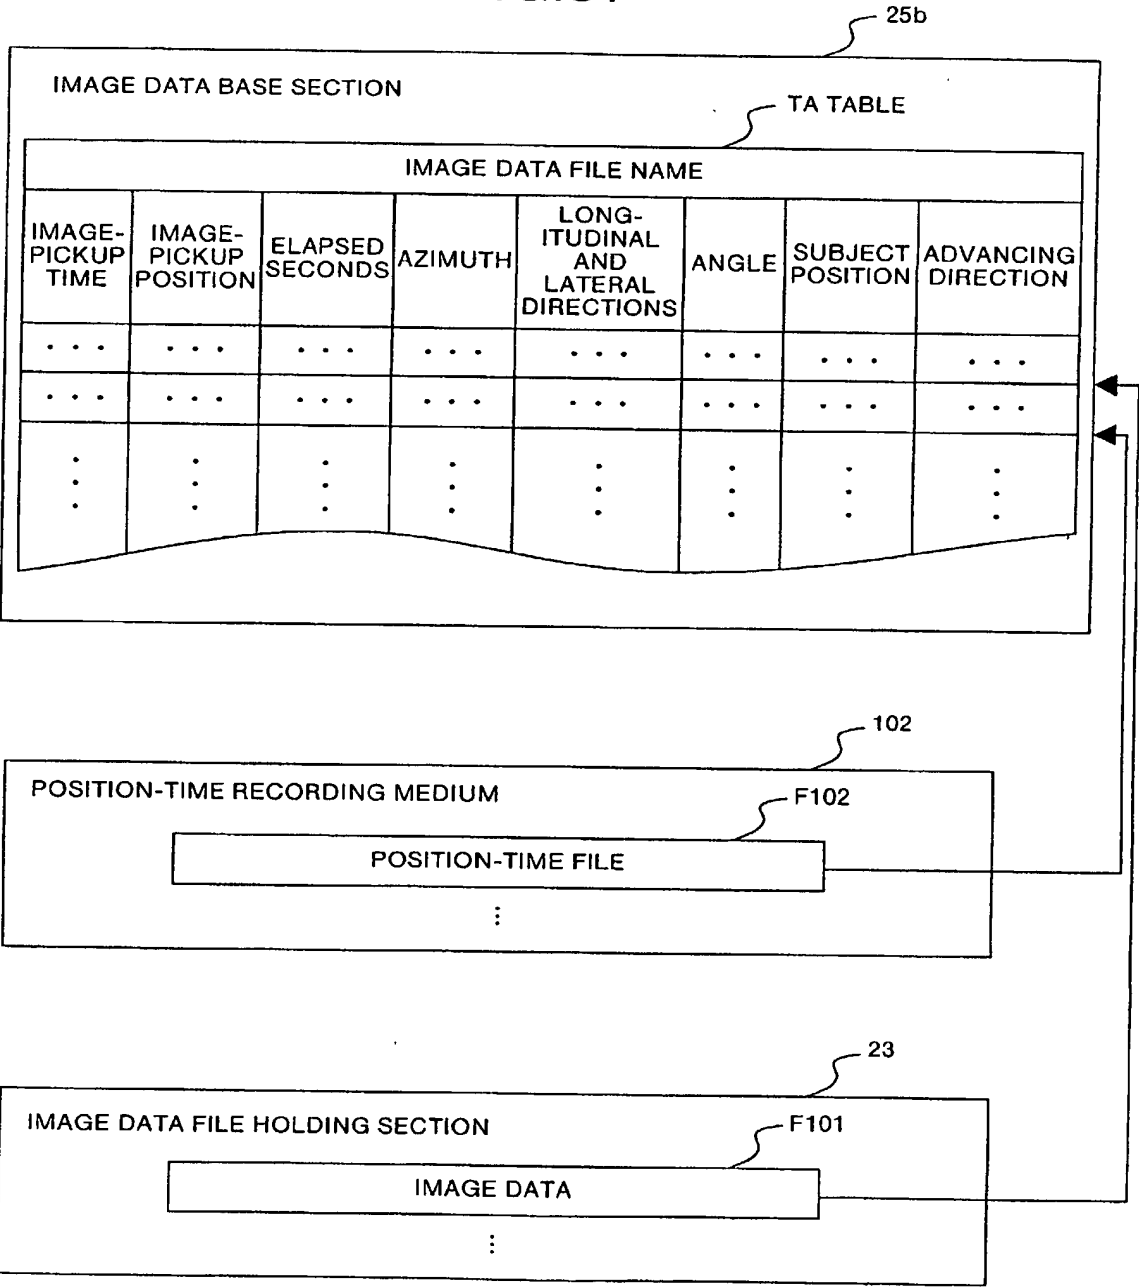 25b
IMAGE DATA BASE SECTION
TA TABLE
IMAGE DATA FILE NAME
IMAGE-
PICKUP
TIME
IMAGE-
PICKUP
POSITION
ELAPSED
SECONDS
AZIMUTH
LONG-
ITUDINAL
AND
LATERAL
DIRECTIONS
ANGLE
SUBJECT
POSITION
ADVANCING
DIRECTION
102
POSITION-TIME RECORDING MEDIUM
F102
POSITION-TIME FILE
23
IMAGE DATA FILE HOLDING SECTION
F101
IMAGE DATA